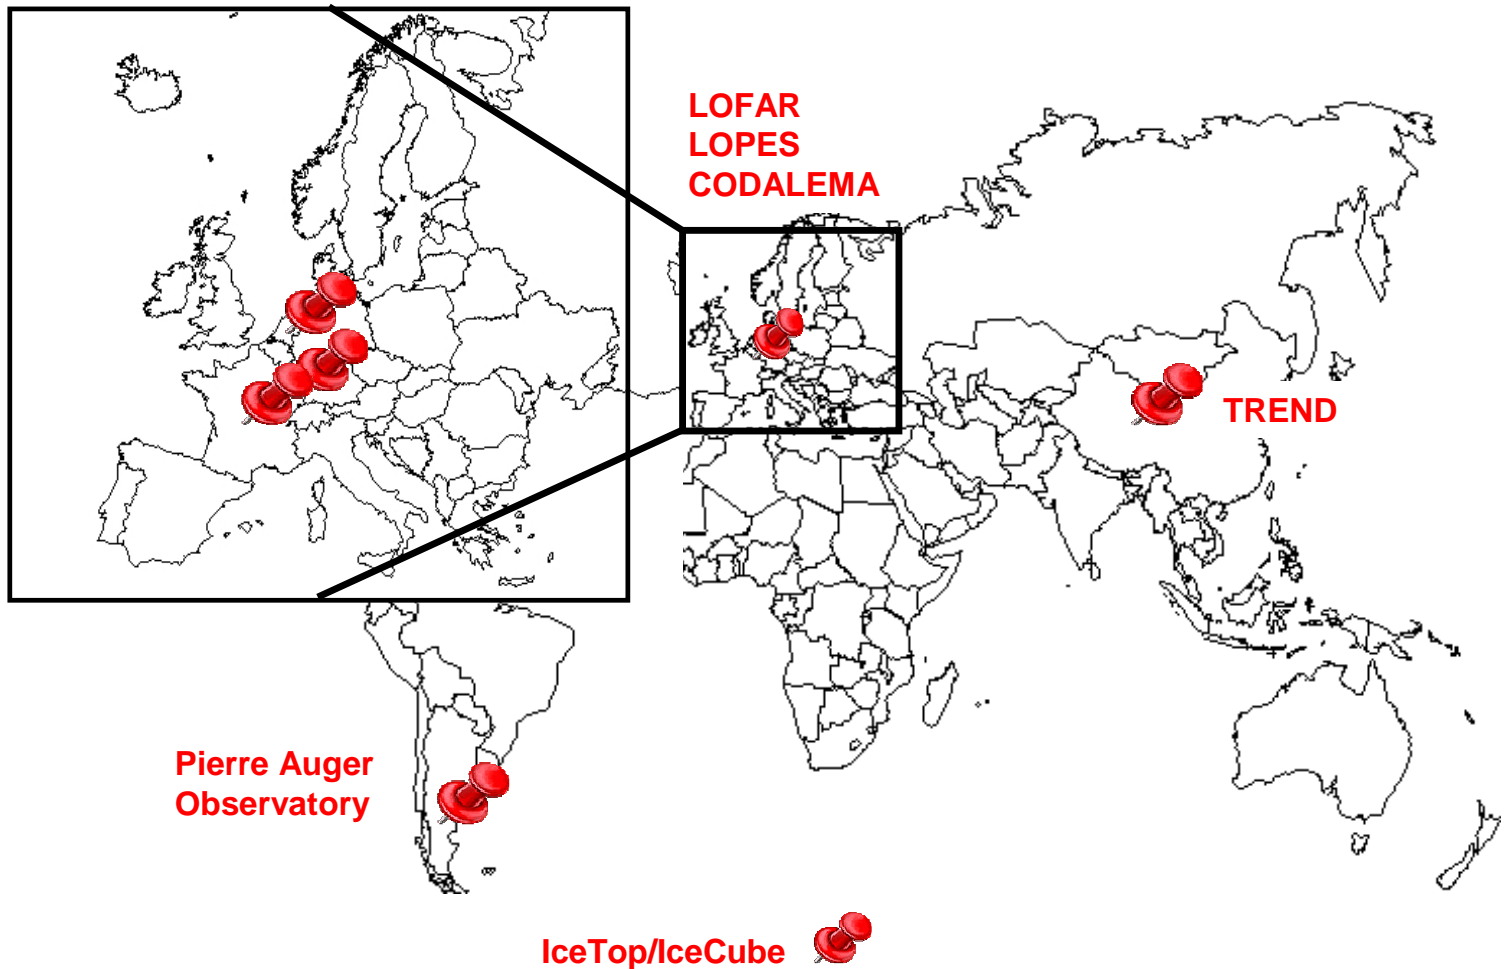 LOFAR
LOPES
CODALEMA
TREND
Pierre Auger
Observatory
IceTop/IceCube